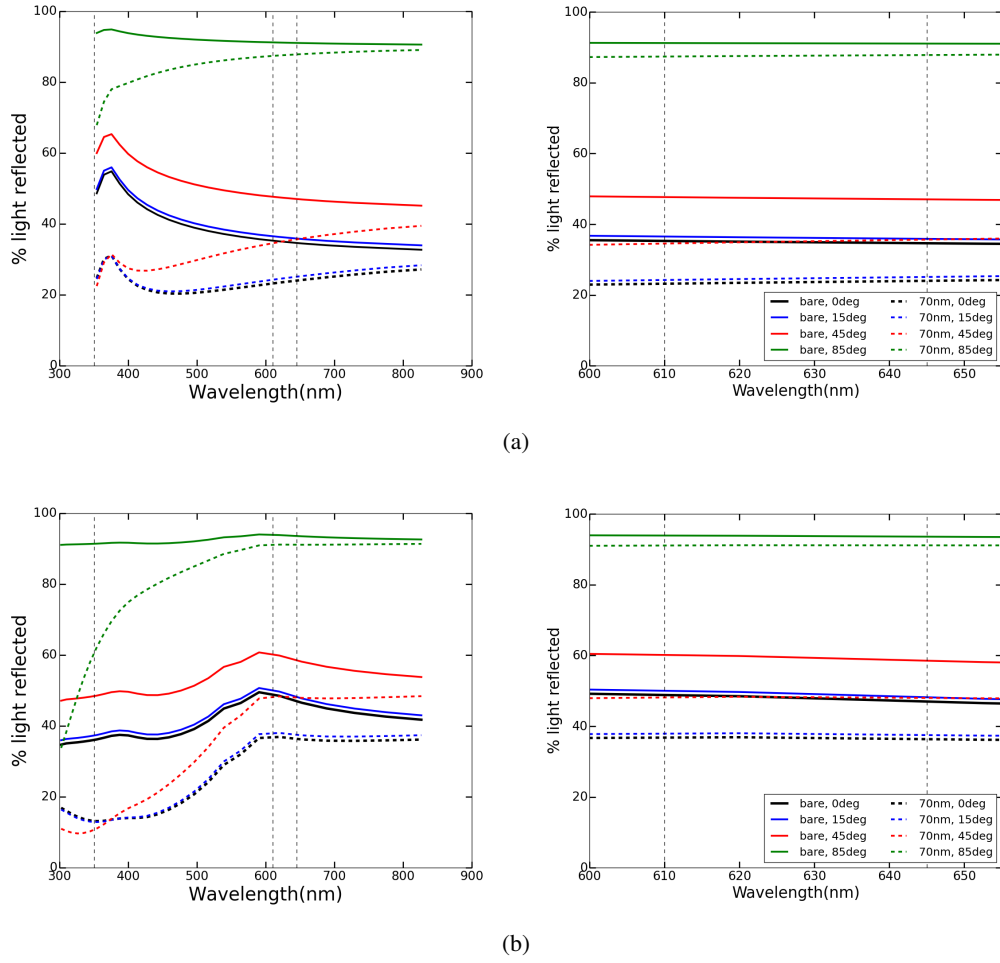 100
80
60
40
20
0
% light reflected
300 400 500 600 700 800 900
Wavelength(nm)
100
80
60
40
20
0
% light reflected
600 610 620 630 640 650
Wavelength(nm)
bare, 0deg 70nm, 0deg
bare, 15deg 70nm, 15deg
bare, 45deg 70nm, 45deg
bare, 85deg 70nm, 85deg
(a)
100
80
60
40
20
0
% light reflected
300 400 500 600 700 800 900
Wavelength(nm)
100
80
60
40
20
0
% light reflected
600 610 620 630 640 650
Wavelength(nm)
bare, 0deg 70nm, 0deg
bare, 15deg 70nm, 15deg
bare, 45deg 70nm, 45deg
bare, 85deg 70nm, 85deg
(b)